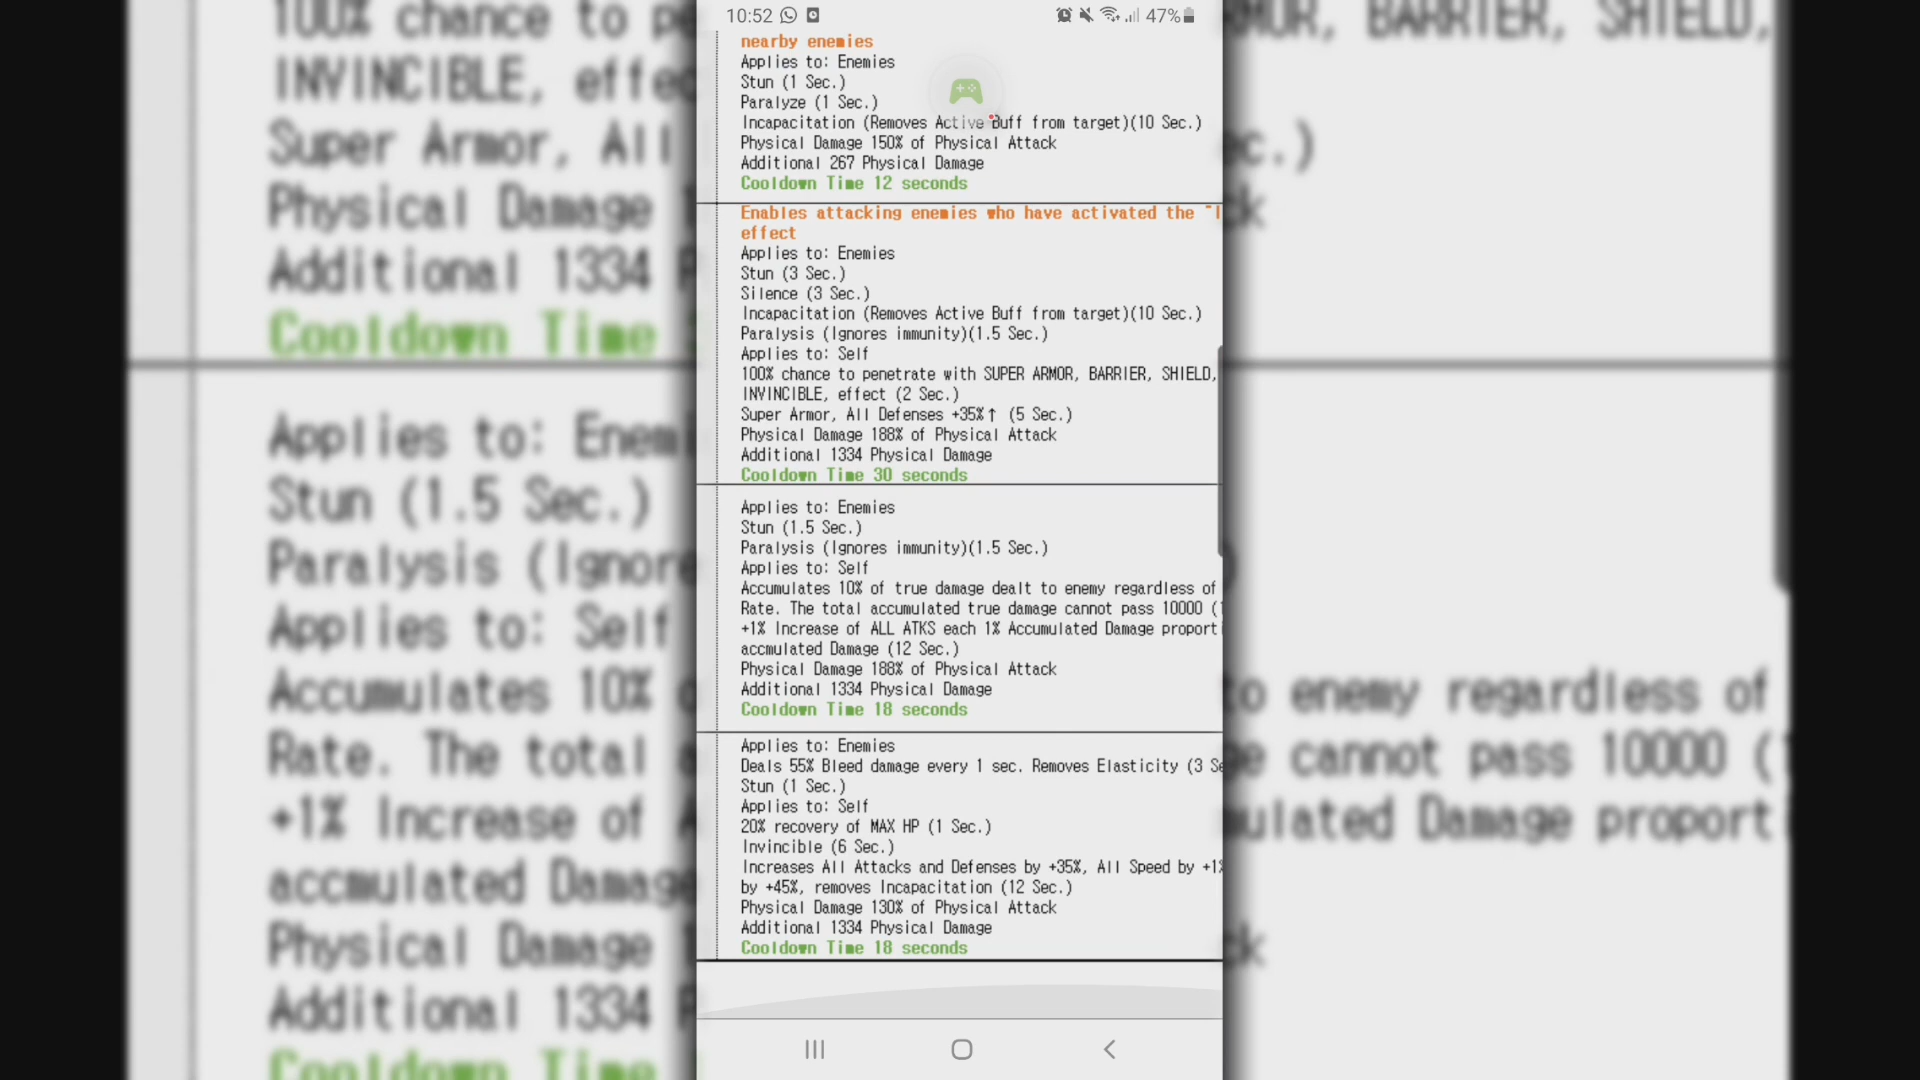 10:52
47%
nearby enemies
Applies to: Enemies
Stun (1 Sec.)
Paralyze (1 Sec.)
Incapacitation (Removes Active Buff from target)(10 Sec.)
Physical Damage 150% of Physical Attack
Additional 267 Physical Damage
Cooldown Time 12 seconds
Enables attacking enemies who have activated the
effect
Applies to: Enemies
Stun (3 Sec.)
Silence (3 Sec.)
Incapacitation (Removes Active Buff from target)(10 Sec.)
Paralysis (Ignores immunity)(1.5 Sec.)
Applies to: Self
100% chance to penetrate with SUPER ARMOR, BARRIER, SHIELD,
INVINCIBLE, effect (2 Sec.)
Super Armor, All Defenses +35%↑ (5 Sec.)
Physical Damage 188% of Physical Attack
Additional 1334 Physical Damage
Cooldown Time 30 seconds
Applies to: Enemies
Stun (1.5 Sec.)
Paralysis (Ignores immunity)(1.5 Sec.)
Applies to: Self
Accumulates 10% of true damage dealt to enemy regardless of
Rate. The total accumulated true damage cannot pass 10000 (
+1% Increase of ALL ATKS each 1% Accumulated Damage proporti
accmulated Damage (12 Sec.)
Physical Damage 188% of Physical Attack
Additional 1334 Physical Damage
Cooldown Time 18 seconds
Applies to: Enemies
Deals 55% Bleed damage every 1 sec. Removes Elasticity (3 Se
Stun (1 Sec.)
Applies to: Self
20% recovery of MAX HP (1 Sec.)
Invincible (6 Sec.)
Increases All Attacks and Defenses by +35%, All Speed by +1%
by +45%, removes Incapacitation (12 Sec.)
Physical Damage 130% of Physical Attack
Additional 1334 Physical Damage
Cooldown Time 18 seconds